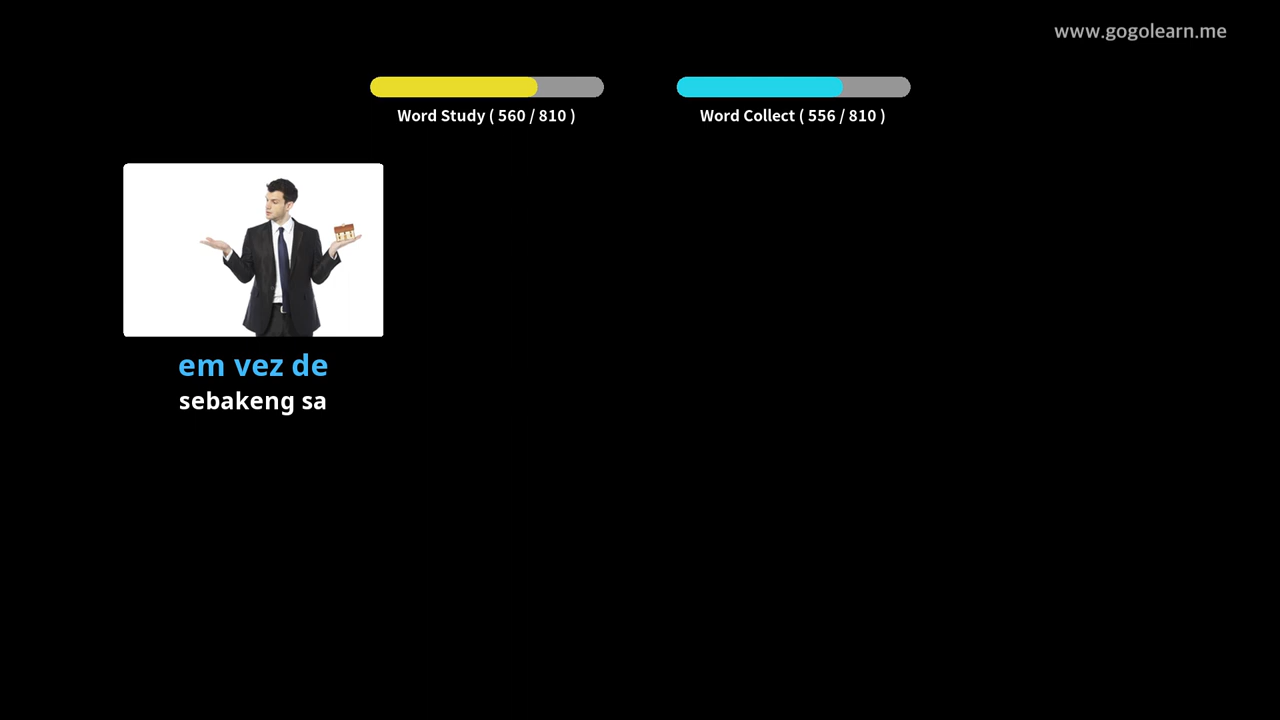 www.gogolearn.me
Word Study ( 560 / 810 )
Word Collect ( 556 / 810 )
em vez de
sebakeng sa